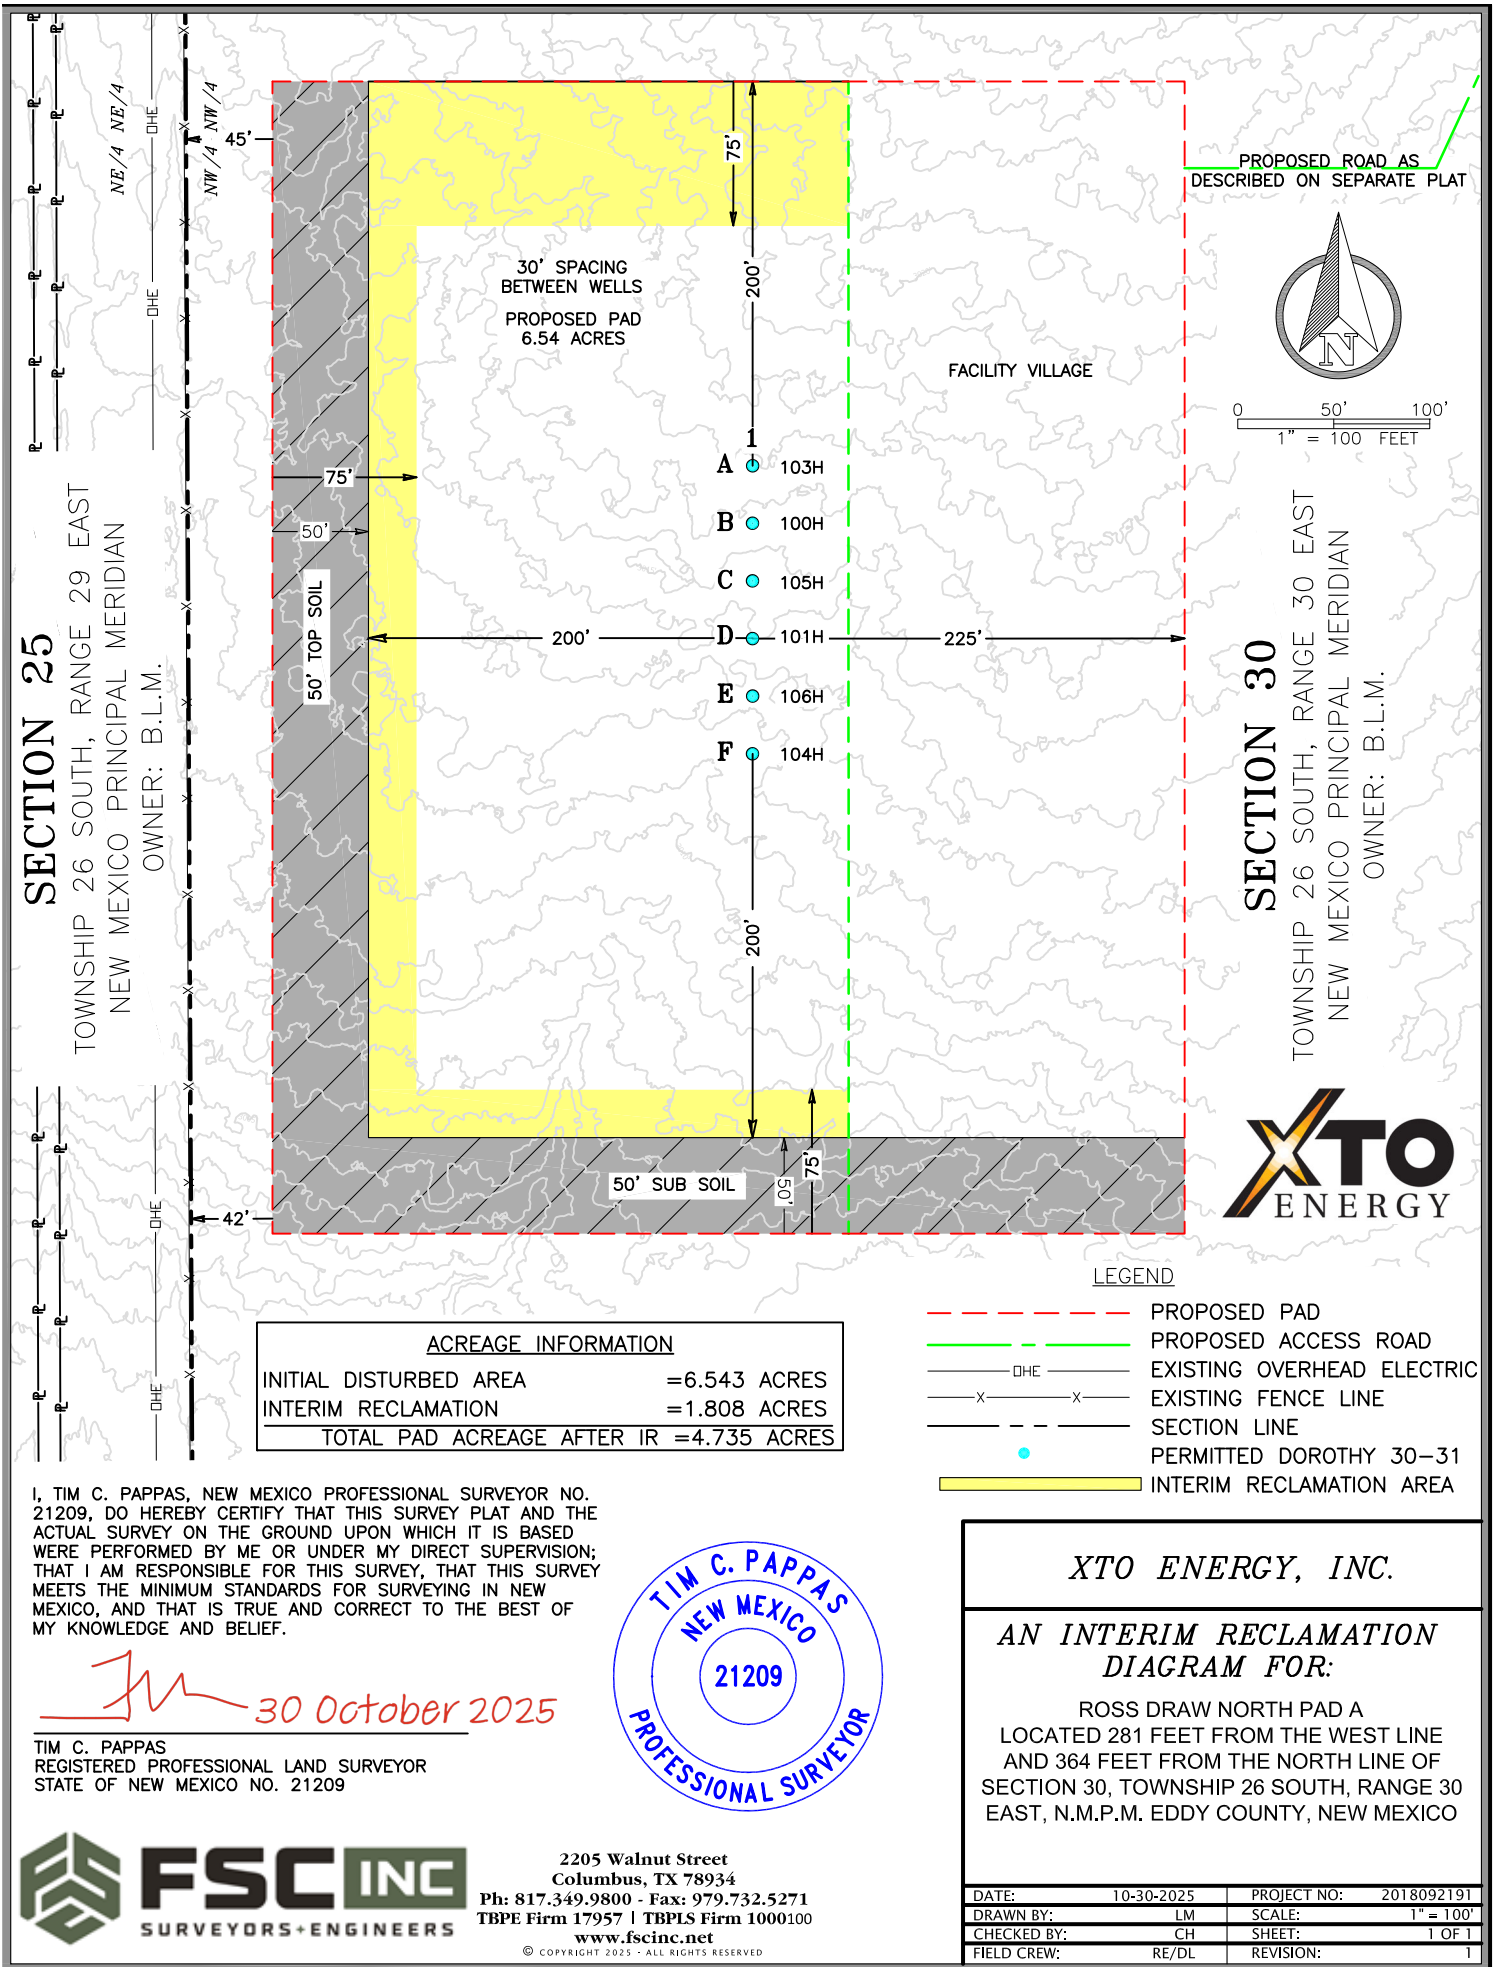 NE/4 NE/4
NW/4 NW/4
OHE
OHE
45'
75'
200'
PROPOSED ROAD AS
DESCRIBED ON SEPARATE PLAT
30' SPACING
BETWEEN WELLS
PROPOSED PAD
6.54 ACRES
FACILITY VILLAGE
N
0 50' 100'
1" = 100 FEET
1
A 103H
B 100H
C 105H
D 101H
E 106H
F 104H
75'
50'
50' TOP SOIL
200'
225'
200'
SECTION 25
TOWNSHIP 26 SOUTH, RANGE 29 EAST
NEW MEXICO PRINCIPAL MERIDIAN
OWNER: B.L.M.
SECTION 30
TOWNSHIP 26 SOUTH, RANGE 30 EAST
NEW MEXICO PRINCIPAL MERIDIAN
OWNER: B.L.M.
50' SUB SOIL
50'
75'
42'
OHE
OHE
XTO
ENERGY
LEGEND
PROPOSED PAD
PROPOSED ACCESS ROAD
OHE EXISTING OVERHEAD ELECTRIC
X X EXISTING FENCE LINE
SECTION LINE
PERMITTED DOROTHY 30-31
INTERIM RECLAMATION AREA
ACREAGE INFORMATION
INITIAL DISTURBED AREA =6.543 ACRES
INTERIM RECLAMATION =1.808 ACRES
TOTAL PAD ACREAGE AFTER IR =4.735 ACRES
I, TIM C. PAPPAS, NEW MEXICO PROFESSIONAL SURVEYOR NO.
21209, DO HEREBY CERTIFY THAT THIS SURVEY PLAT AND THE
ACTUAL SURVEY ON THE GROUND UPON WHICH IT IS BASED
WERE PERFORMED BY ME OR UNDER MY DIRECT SUPERVISION;
THAT I AM RESPONSIBLE FOR THIS SURVEY, THAT THIS SURVEY
MEETS THE MINIMUM STANDARDS FOR SURVEYING IN NEW
MEXICO, AND THAT IS TRUE AND CORRECT TO THE BEST OF
MY KNOWLEDGE AND BELIEF.
30 October 2025
TIM C. PAPPAS
REGISTERED PROFESSIONAL LAND SURVEYOR
STATE OF NEW MEXICO NO. 21209
TIM C. PAPPAS
NEW MEXICO
21209
PROFESSIONAL SURVEYOR
XTO ENERGY, INC.
AN INTERIM RECLAMATION
DIAGRAM FOR:
ROSS DRAW NORTH PAD A
LOCATED 281 FEET FROM THE WEST LINE
AND 364 FEET FROM THE NORTH LINE OF
SECTION 30, TOWNSHIP 26 SOUTH, RANGE 30
EAST, N.M.P.M. EDDY COUNTY, NEW MEXICO
DATE: 10-30-2025 PROJECT NO: 2018092191
DRAWN BY: LM SCALE: 1" = 100'
CHECKED BY: CH SHEET: 1 OF 1
FIELD CREW: RE/DL REVISION: 1
FSC INC
SURVEYORS+ENGINEERS
2205 Walnut Street
Columbus, TX 78934
Ph: 817.349.9800 - Fax: 979.732.5271
TBPE Firm 17957 | TBPLS Firm 1000100
www.fscinc.net
© COPYRIGHT 2025 - ALL RIGHTS RESERVED